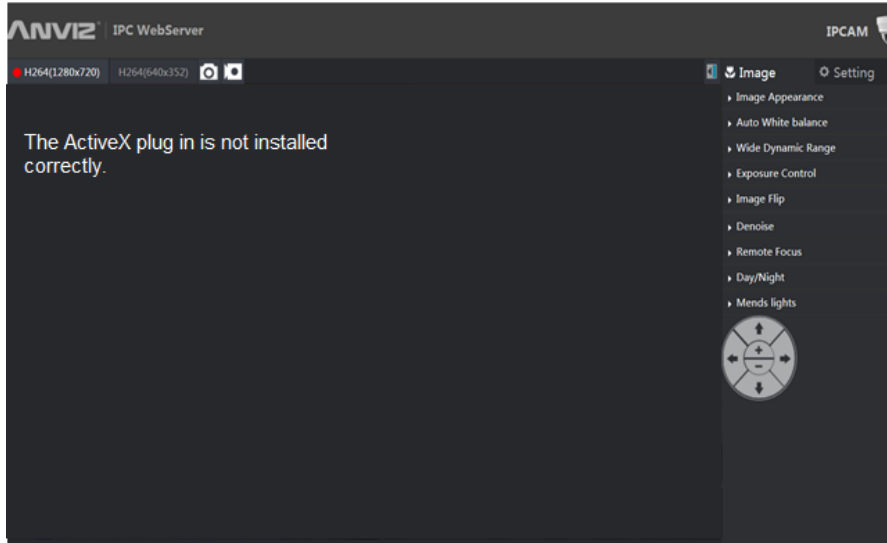 ANVIZ IPC WebServer
IPCAM
H264(1280x720) H264(640x352)
Image Setting
Image Appearance
Auto White balance
Wide Dynamic Range
Exposure Control
Image Flip
Denoise
Remote Focus
Day/Night
Mends lights
The ActiveX plug in is not installed
correctly.